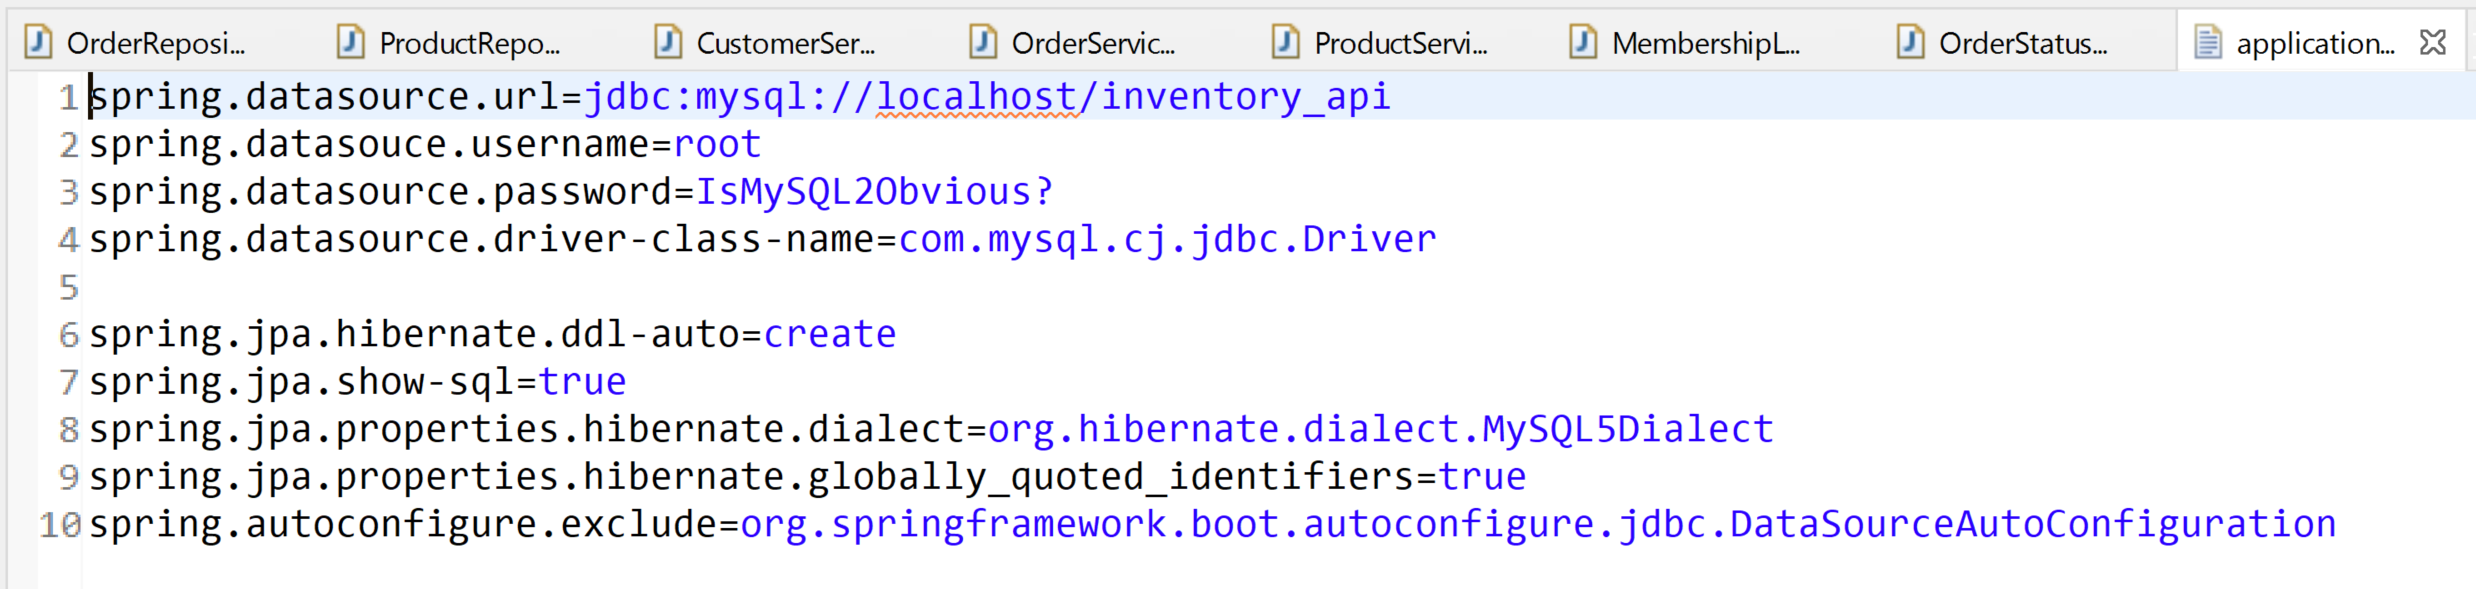 OrderReposi... ProductRepo... CustomerSer... OrderServic... ProductServi... MembershipL... OrderStatus... application...
1 spring.datasource.url=jdbc:mysql://localhost/inventory_api
2 spring.datasouce.username=root
3 spring.datasource.password=IsMySQL2Obvious?
4 spring.datasource.driver-class-name=com.mysql.cj.jdbc.Driver
5
6 spring.jpa.hibernate.ddl-auto=create
7 spring.jpa.show-sql=true
8 spring.jpa.properties.hibernate.dialect=org.hibernate.dialect.MySQL5Dialect
9 spring.jpa.properties.hibernate.globally_quoted_identifiers=true
10 spring.autoconfigure.exclude=org.springframework.boot.autoconfigure.jdbc.DataSourceAutoConfiguration